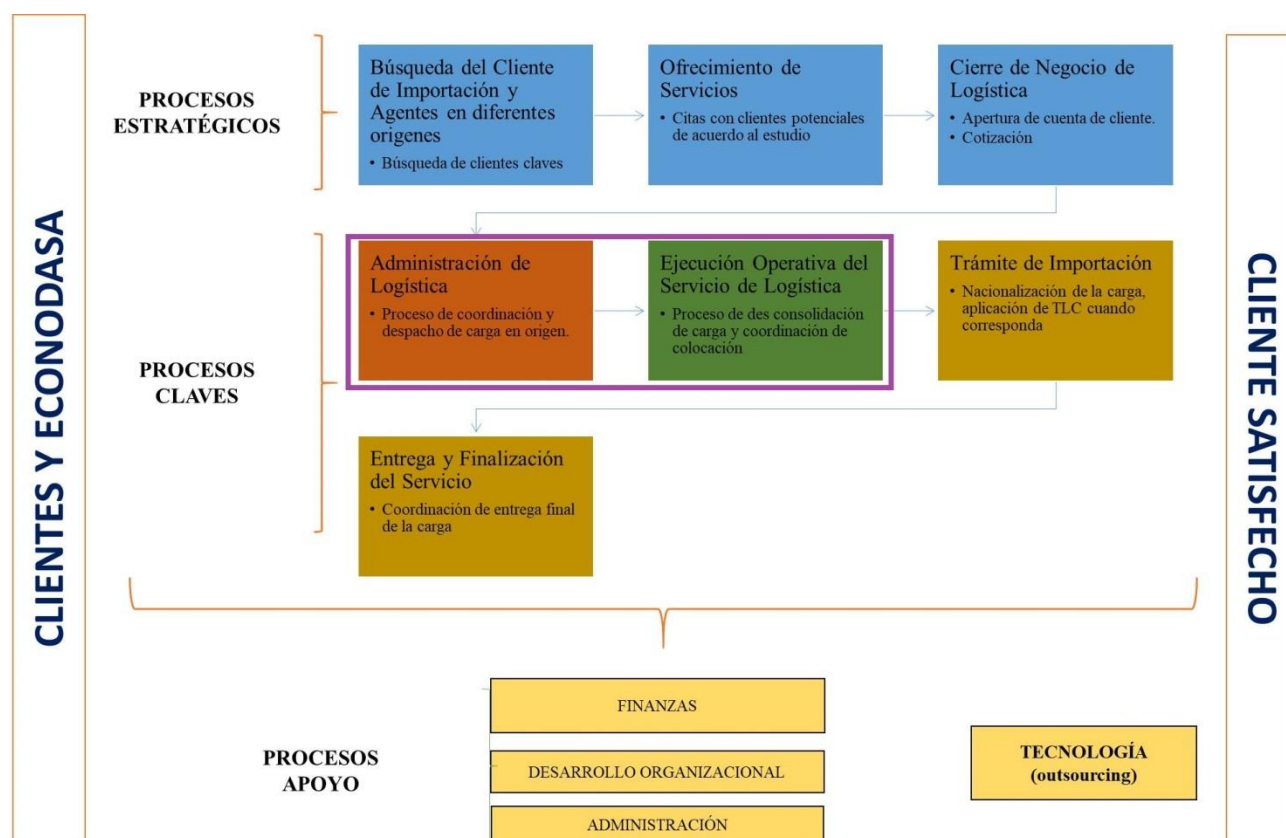 CLIENTES Y ECONODASA
PROCESOS
ESTRATÉGICOS
Búsqueda del Cliente
de Importación y
Agentes en diferentes
origenes
• Búsqueda de clientes claves
Ofrecimiento de
Servicios
• Citas con clientes potenciales
de acuerdo al estudio
Cierre de Negocio de
Logística
• Apertura de cuenta de cliente.
• Cotización
PROCESOS
CLAVES
Administración de
Logística
• Proceso de coordinación y
despacho de carga en origen.
Ejecución Operativa del
Servicio de Logística
• Proceso de des consolidación
de carga y coordinación de
colocación
Trámite de Importación
• Nacionalización de la carga,
aplicación de TLC cuando
corresponda
Entrega y Finalización
del Servicio
• Coordinación de entrega final
de la carga
CLIENTE SATISFECHO
PROCESOS
APOYO
FINANZAS
DESARROLLO ORGANIZACIONAL
ADMINISTRACIÓN
TECNOLOGÍA
(outsourcing)